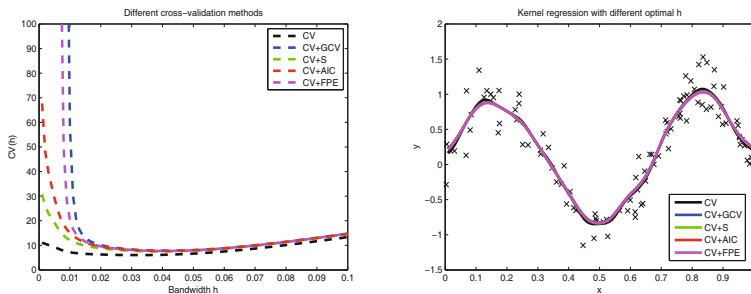 Different cross-validation methods
100
90
80
70
60
50
40
30
20
10
0
CV(h)
0
0.01
0.02
0.03
0.04
0.05
0.06
0.07
0.08
0.09
0.1
Bandwidth h
CV
CV+GCV
CV+S
CV+AIC
CV+FPE
Kernel regression with different optimal h
2
1.5
1
0.5
0
−0.5
−1
−1.5
y
0
0.1
0.2
0.3
0.4
0.5
0.6
0.7
0.8
0.9
x
CV
CV+GCV
CV+S
CV+AIC
CV+FPE